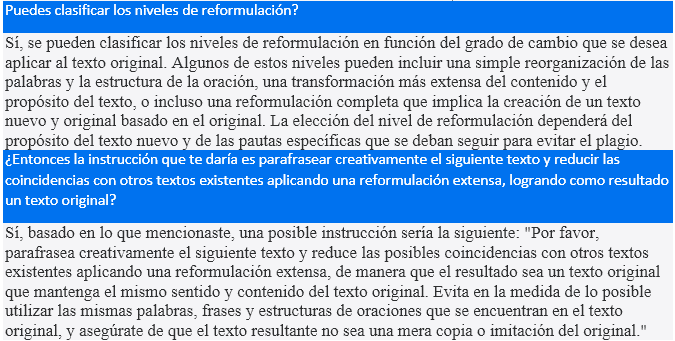 Puedes clasificar los niveles de reformulación?
Sí, se pueden clasificar los niveles de reformulación en función del grado de cambio que se desea
aplicar al texto original. Algunos de estos niveles pueden incluir una simple reorganización de las
palabras y la estructura de la oración, una transformación más extensa del contenido y el
propósito del texto, o incluso una reformulación completa que implica la creación de un texto
nuevo y original basado en el original. La elección del nivel de reformulación dependerá del
propósito del texto nuevo y de las pautas específicas que se deban seguir para evitar el plagio.
¿Entonces la instrucción que te daría es parafrasear creativamente el siguiente texto y reducir las
coincidencias con otros textos existentes aplicando una reformulación extensa, logrando como resultado
un texto original?
Sí, basado en lo que mencionaste, una posible instrucción sería la siguiente: "Por favor,
parafrasea creativamente el siguiente texto y reduce las posibles coincidencias con otros textos
existentes aplicando una reformulación extensa, de manera que el resultado sea un texto original
que mantenga el mismo sentido y contenido del texto original. Evita en la medida de lo posible
utilizar las mismas palabras, frases y estructuras de oraciones que se encuentran en el texto
original, y asegúrate de que el texto resultante no sea una mera copia o imitación del original."